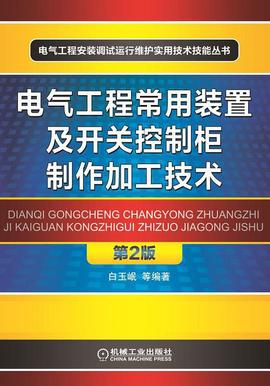 电气工程安装调试运行维护实用技术技能丛书
电气工程常用装置
及开关控制柜
制作加工技术
DIANQI GONGCHENG CHANGYONG ZHUANGZHI
JI KAIGUAN KONGZHIGUI ZHIZUO JIAGONG JISHU
第2版
白玉岷 等编著
机械工业出版社
CHINA MACHINE PRESS